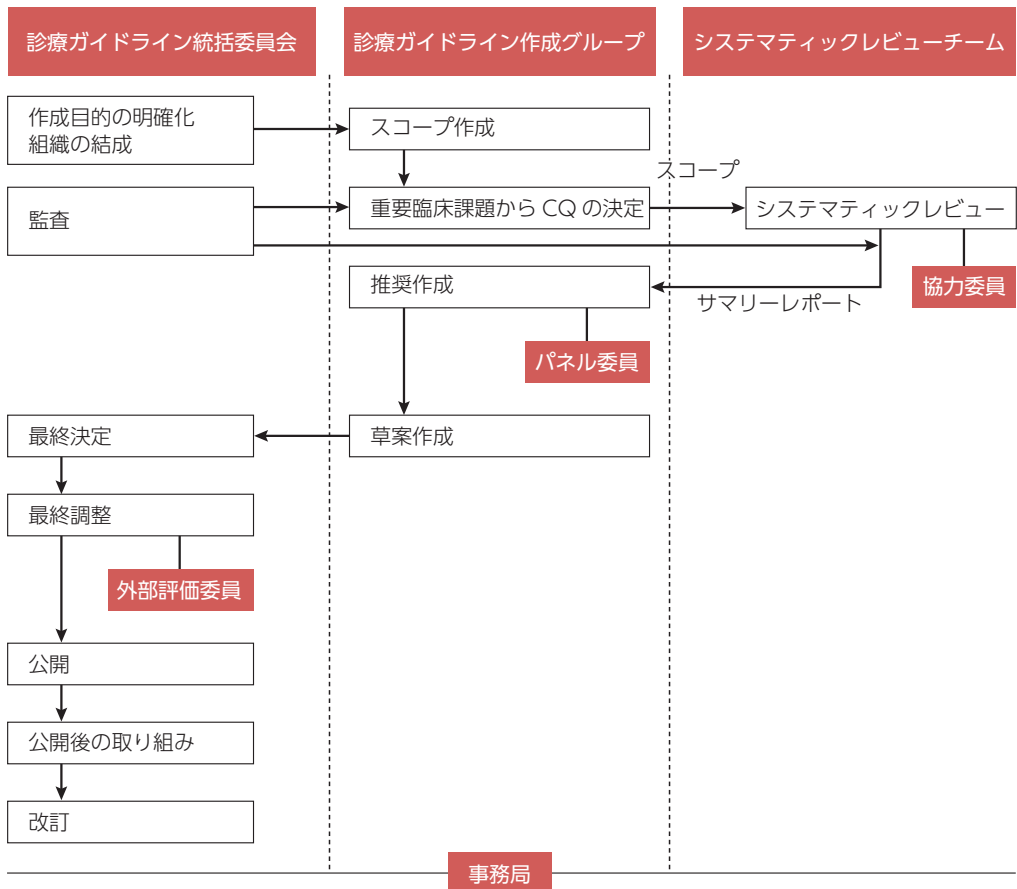 診療ガイドライン統括委員会
診療ガイドライン作成グループ
システマティックレビューチーム
作成目的の明確化
組織の結成
スコープ作成
スコープ
監査
重要臨床課題から CQ の決定
システマティックレビュー
推奨作成
協力委員
サマリーレポート
パネル委員
最終決定
草案作成
最終調整
外部評価委員
公開
公開後の取り組み
改訂
事務局